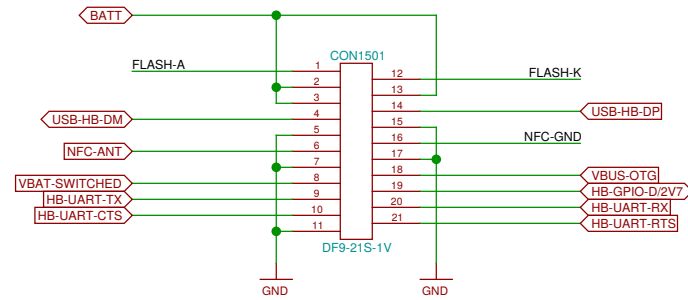 BATT
CON1501
FLASH-A
1
12
FLASH-K
2
13
3
14
USB-HB-DP
USB-HB-DM
4
15
5
16
NFC-GND
NFC-ANT
6
17
7
18
VBUS-OTG
VBAT-SWITCHED
8
19
HB-GPIO-D/2V7
HB-UART-TX
9
20
HB-UART-RX
HB-UART-CTS
10
21
HB-UART-RTS
11
DF9-21S-1V
GND
GND